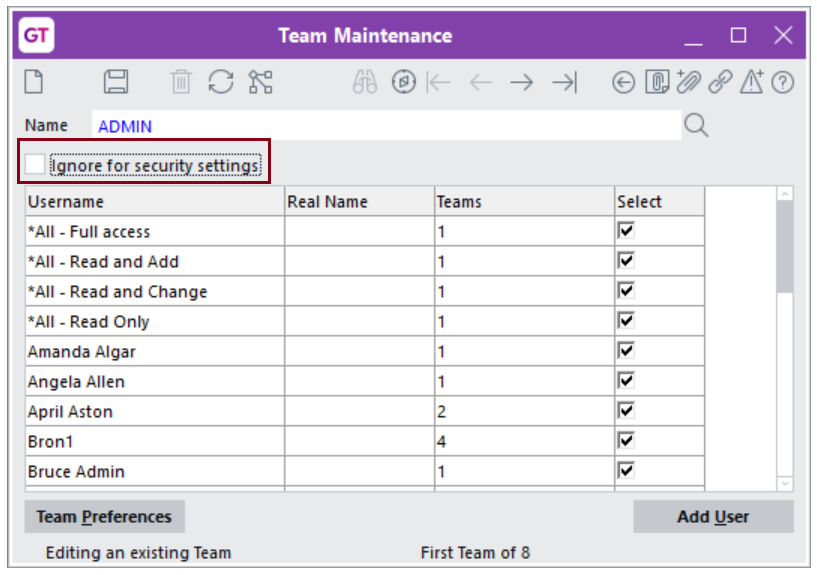 GT Team Maintenance
Name ADMIN
Ignore for security settings
Username Real Name Teams Select
*All - Full access 1
*All - Read and Add 1
*All - Read and Change 1
*All - Read Only 1
Amanda Algar 1
Angela Allen 1
April Aston 2
Bron1 4
Bruce Admin 1
Team Preferences Add User
Editing an existing Team First Team of 8